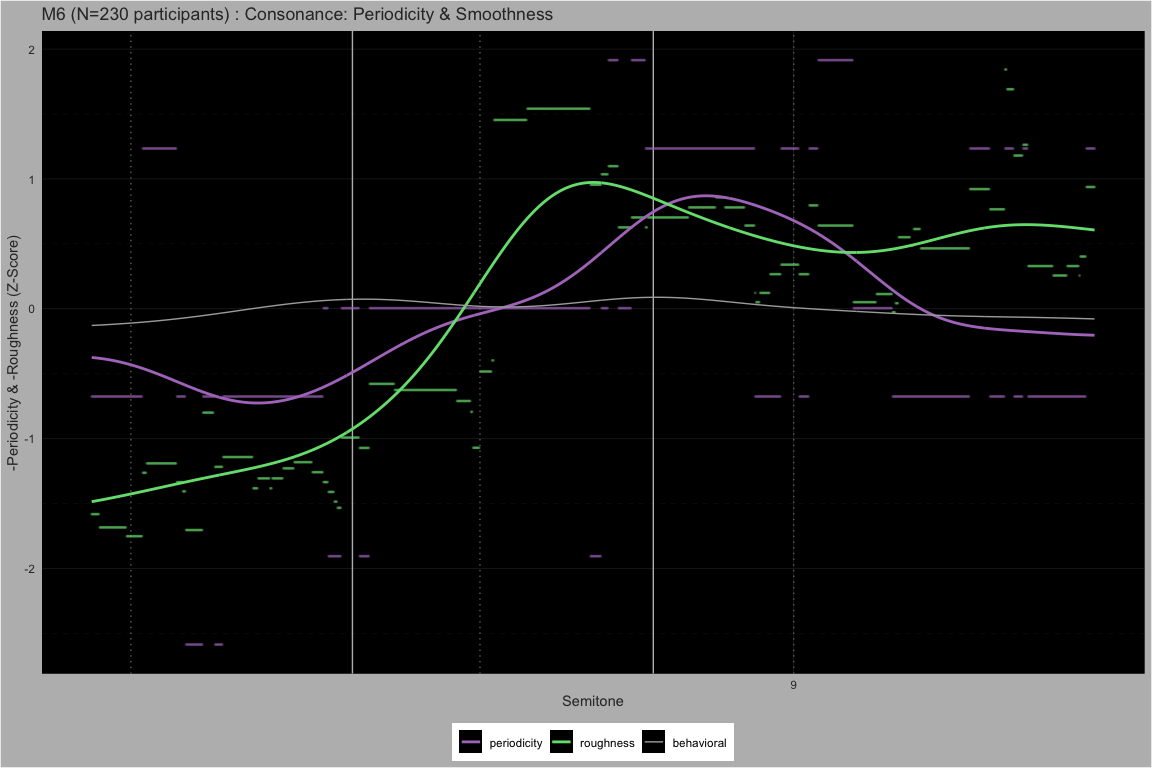 M6 (N=230 participants) : Consonance: Periodicity & Smoothness
-Periodicity & -Roughness (Z-Score)
2
1
0
-1
-2
9
Semitone
periodicity
roughness
behavioral